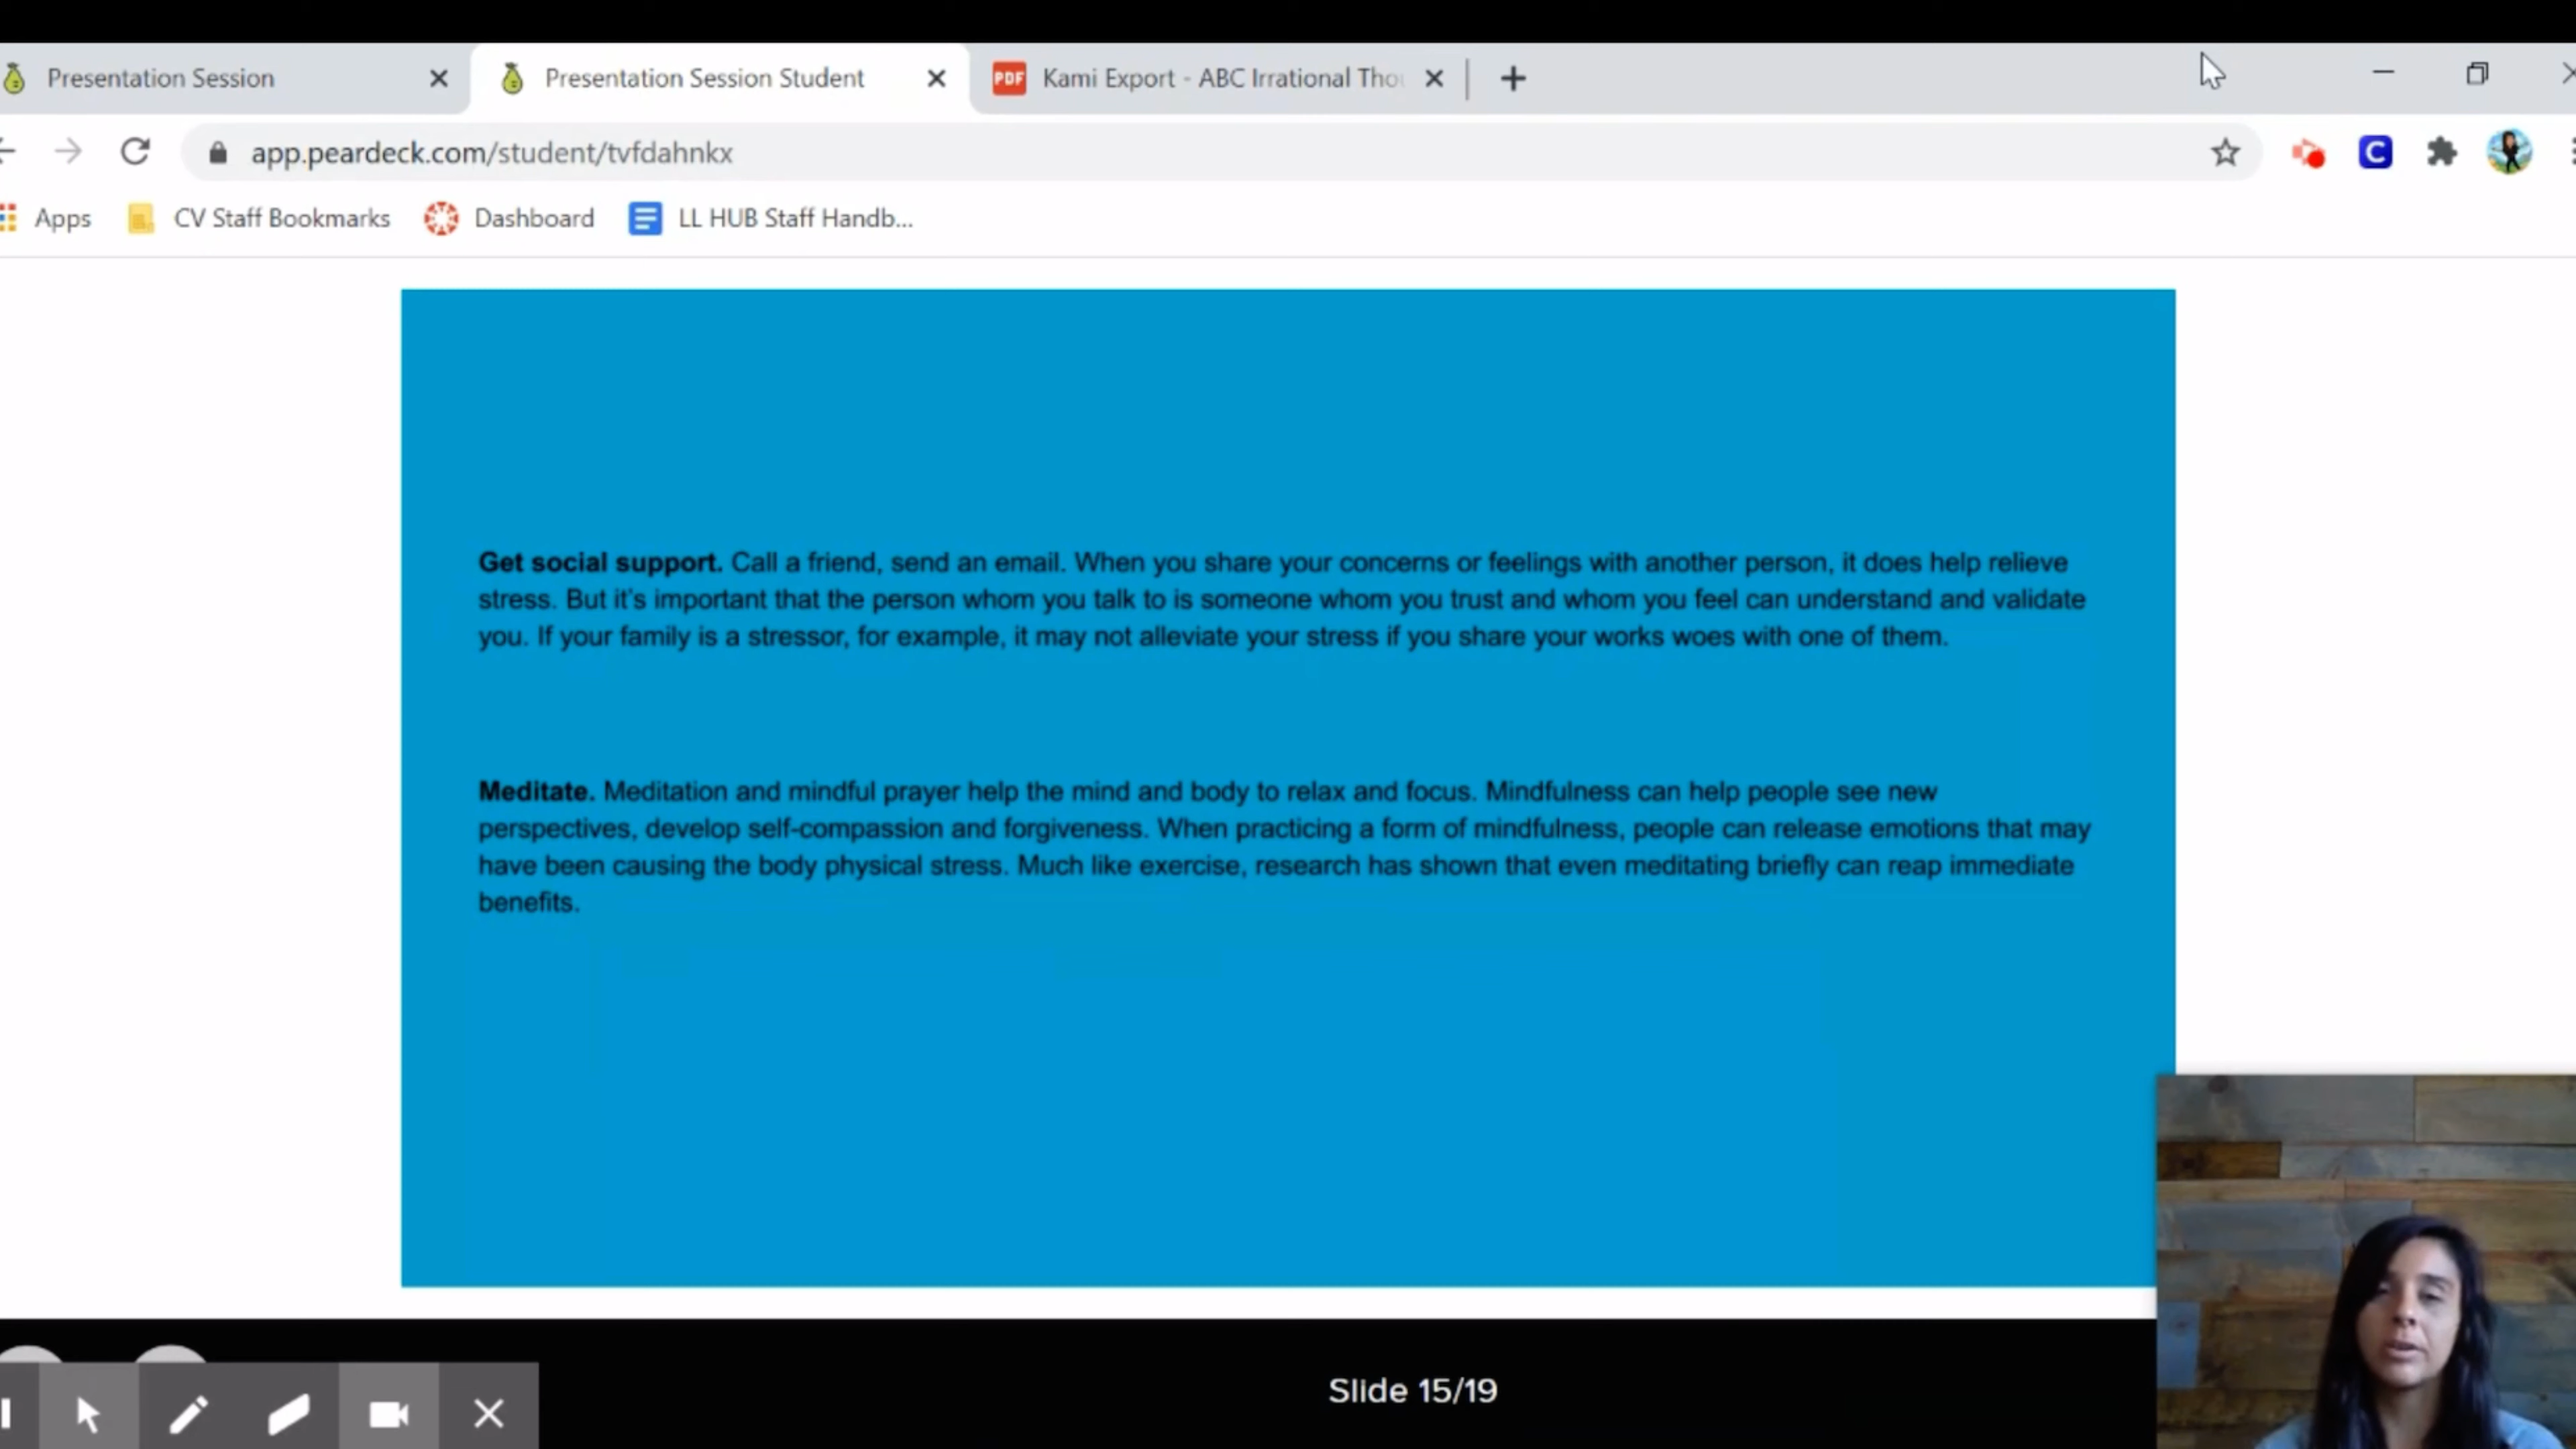 Presentation Session
Presentation Session Student
PDF
Kami Export - ABC Irrational Thou
app.peardeck.com/student/tvfdahnkx
C
Apps
CV Staff Bookmarks
Dashboard
LL HUB Staff Handb...
Get social support. Call a friend, send an email. When you share your concerns or feelings with another person, it does help relieve
stress. But it's important that the person whom you talk to is someone whom you trust and whom you feel can understand and validate
you. If your family is a stressor, for example, it may not alleviate your stress if you share your works woes with one of them.
Meditate. Meditation and mindful prayer help the mind and body to relax and focus. Mindfulness can help people see new
perspectives, develop self-compassion and forgiveness. When practicing a form of mindfulness, people can release emotions that may
have been causing the body physical stress. Much like exercise, research has shown that even meditating briefly can reap immediate
benefits.
Slide 15/19